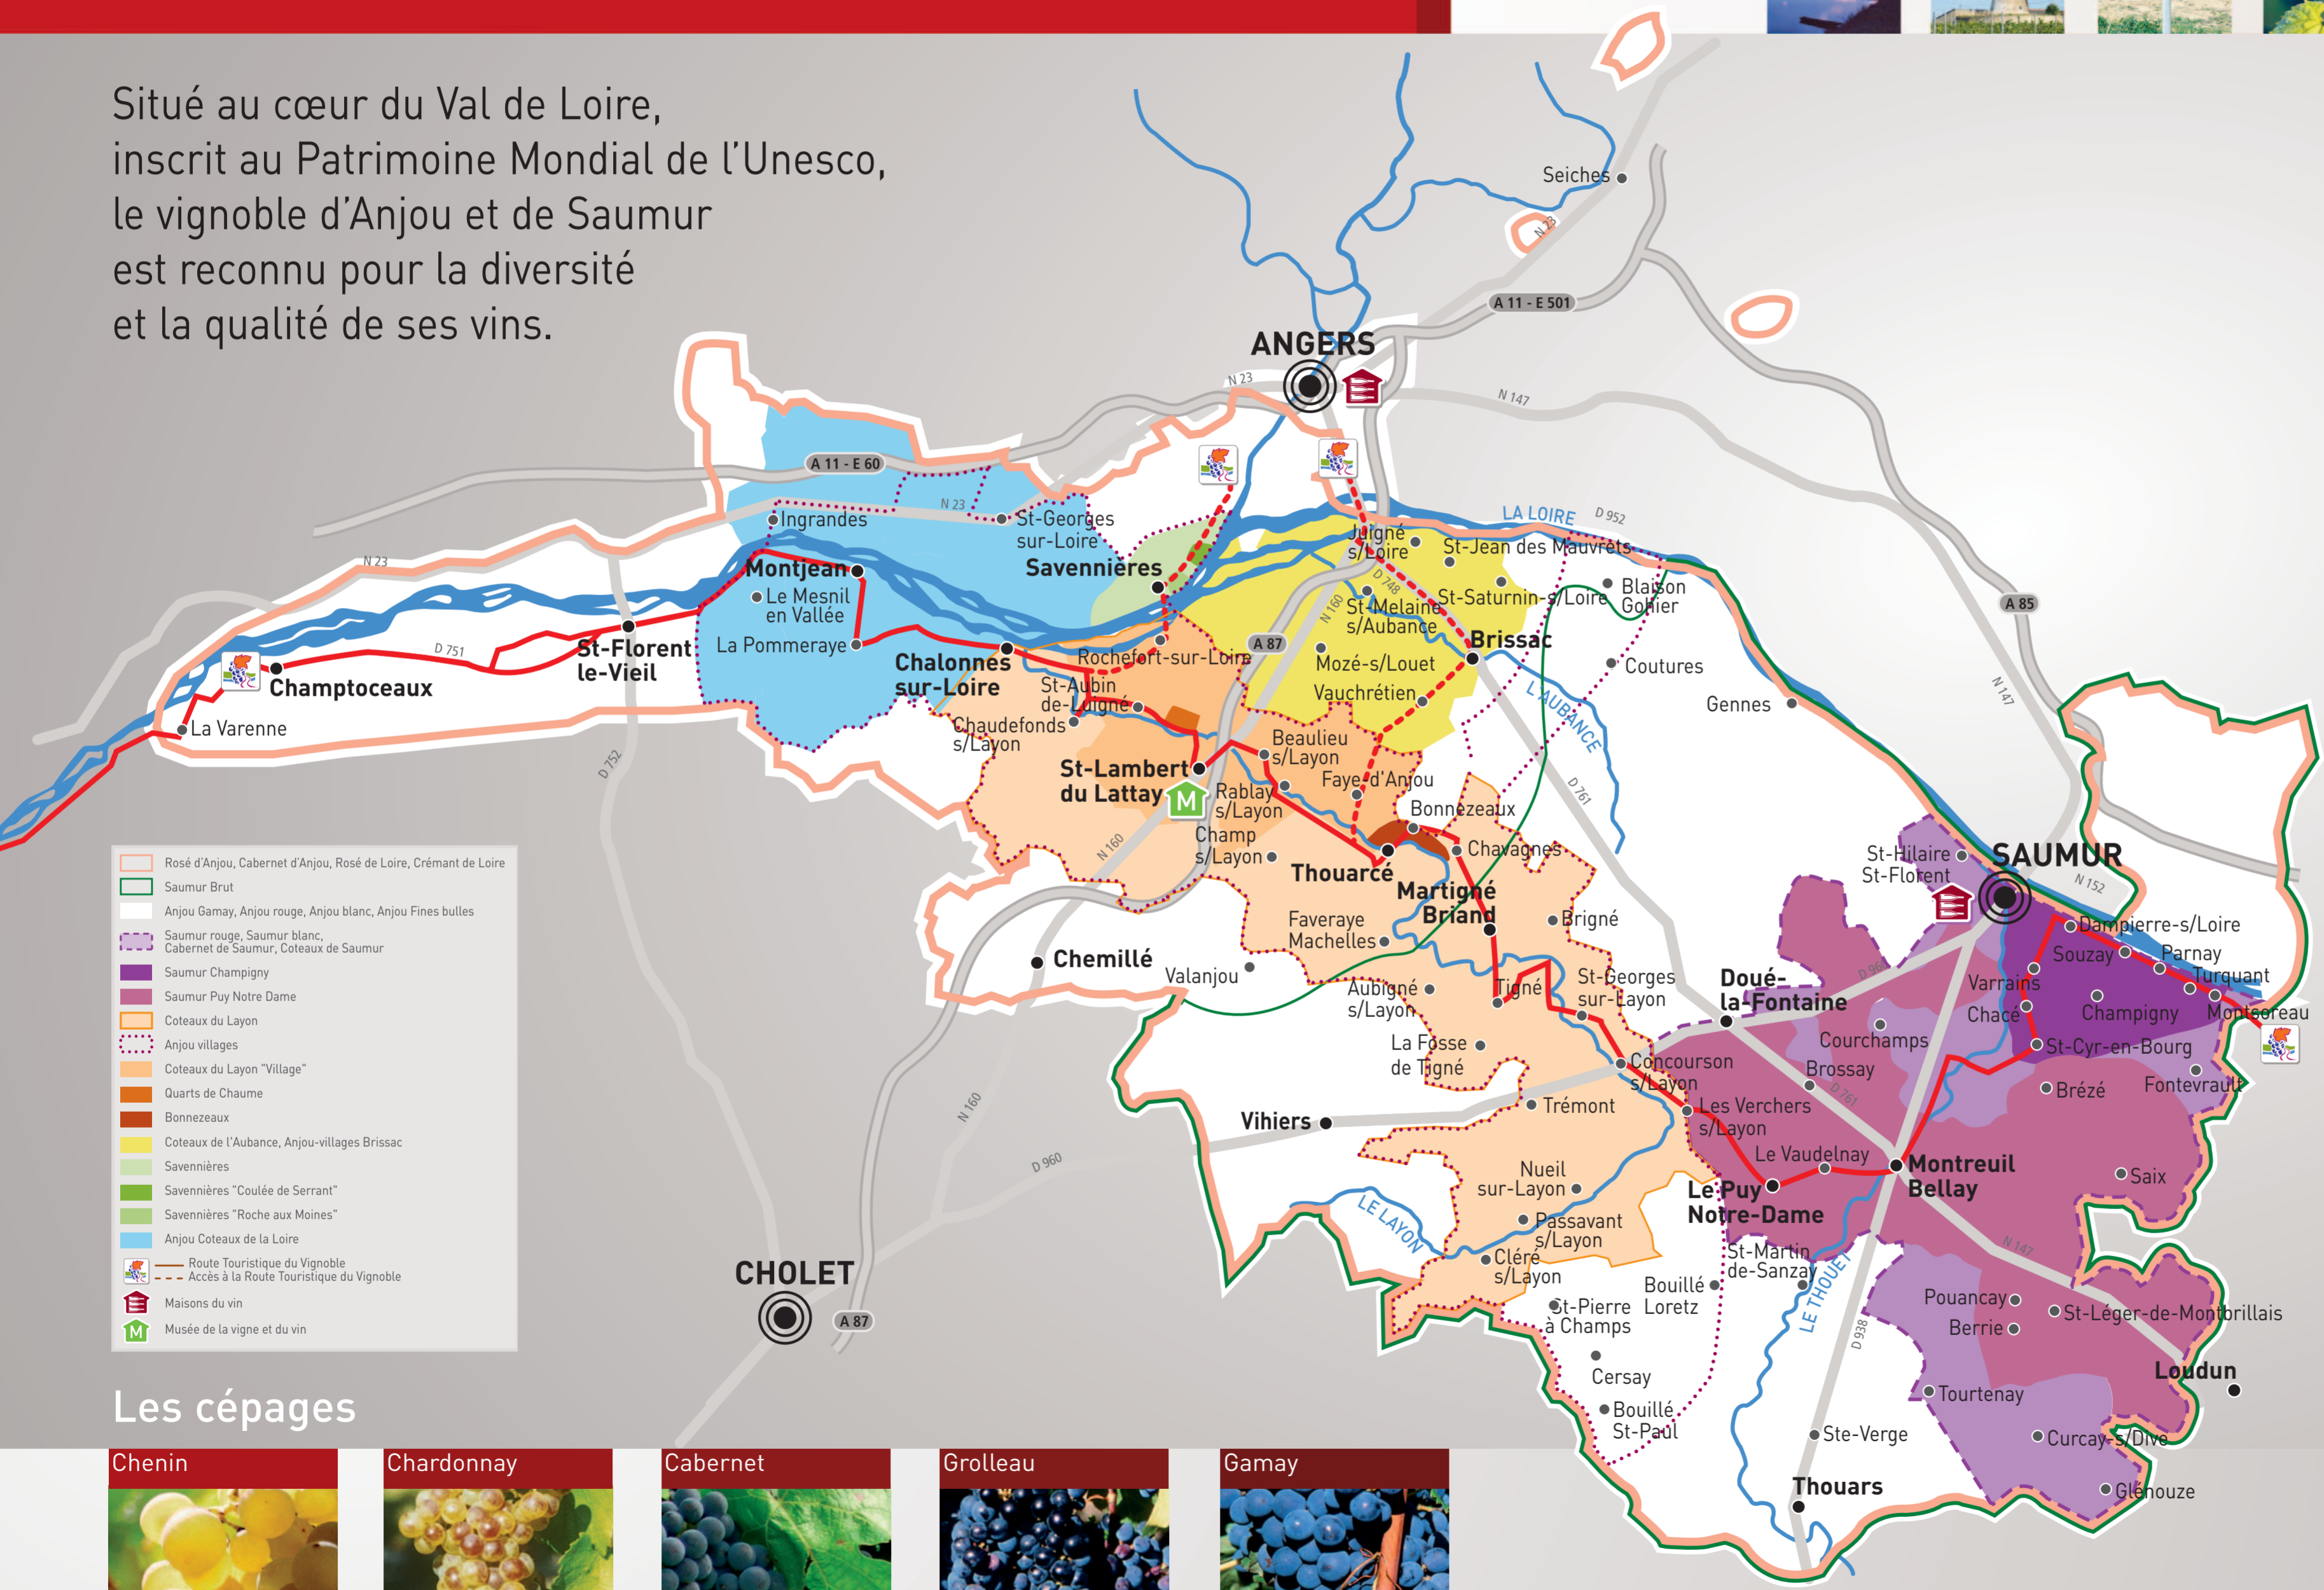 Situé au cœur du Val de Loire,
inscrit au Patrimoine Mondial de l'Unesco,
le vignoble d'Anjou et de Saumur
est reconnu pour la diversité
et la qualité de ses vins.
Seiches
N 23
A 11 - E 501
ANGERS
N 23
N 147
A 11 - E 60
N 23
Ingrandes
St-Georges
sur-Loire
LA LOIRE
D 952
Juigné
s/Loire
St-Jean des Mauvrets
N 23
Montjean
Savennières
D 748
Blaison
Gohier
Le Mesnil
en Vallée
St-Saturnin-s/Loire
N 160
St-Melaine
s/Aubance
A 85
D 751
St-Florent
le-Vieil
La Pommeraye
Chalonnes
sur-Loire
Rochefort-sur-Loire
A 87
Mozé-s/Louet
Brissac
Coutures
Champtoceaux
St-Aubin
de-Luigné
Vauchrétien
L'AUBANCE
Gennes
N 147
La Varenne
Chaudefonds
s/Layon
D 752
Beaulieu
s/Layon
St-Lambert
du Lattay
M
Rablay
s/Layon
Faye-d'Anjou
D 761
Bonnezeaux
Champ
s/Layon
N 160
Chavagnes
Thouarcé
St-Hilaire
St-Florent
SAUMUR
N 152
Martigné
Briand
Faveraye
Machelles
Brigné
Dampierre-s/Loire
Souzay
Parnay
Chemillé
Valanjou
Turquant
D 960
Varrains
Aubigné
s/Layon
Tigné
St-Georges
sur-Layon
Doué-
la-Fontaine
Chacé
Champigny
Montsoreau
Courchamps
La Fosse
de Tigné
St-Cyr-en-Bourg
Concourson
s/Layon
Brossay
Brézé
Fontevrault
D 761
Trémont
Les Verchers
s/Layon
Vihiers
N 160
D 960
Le Vaudelnay
Montreuil
Bellay
Saix
Nueil
sur-Layon
Le Puy
Notre-Dame
LE LAYON
Passavant
s/Layon
St-Martin
de-Sanzay
N 147
Cléré
s/Layon
Bouillé
Loretz
LE THOUET
CHOLET
A 87
St-Pierre
à Champs
Pouancay
St-Léger-de-Montbrillais
Berrie
D 938
Cersay
Loudun
Tourtenay
Bouillé
St-Paul
Ste-Verge
Curcay-s/Dive
Thouars
Glénouze
Rosé d'Anjou, Cabernet d'Anjou, Rosé de Loire, Crémant de Loire
Saumur Brut
Anjou Gamay, Anjou rouge, Anjou blanc, Anjou Fines bulles
Saumur rouge, Saumur blanc,
Cabernet de Saumur, Coteaux de Saumur
Saumur Champigny
Saumur Puy Notre Dame
Coteaux du Layon
Anjou villages
Coteaux du Layon "Village"
Quarts de Chaume
Bonnezeaux
Coteaux de l'Aubance, Anjou-villages Brissac
Savennières
Savennières "Coulée de Serrant"
Savennières "Roche aux Moines"
Anjou Coteaux de la Loire
Route Touristique du Vignoble
Accès à la Route Touristique du Vignoble
Maisons du vin
M
Musée de la vigne et du vin
Les cépages
Chenin
Chardonnay
Cabernet
Grolleau
Gamay